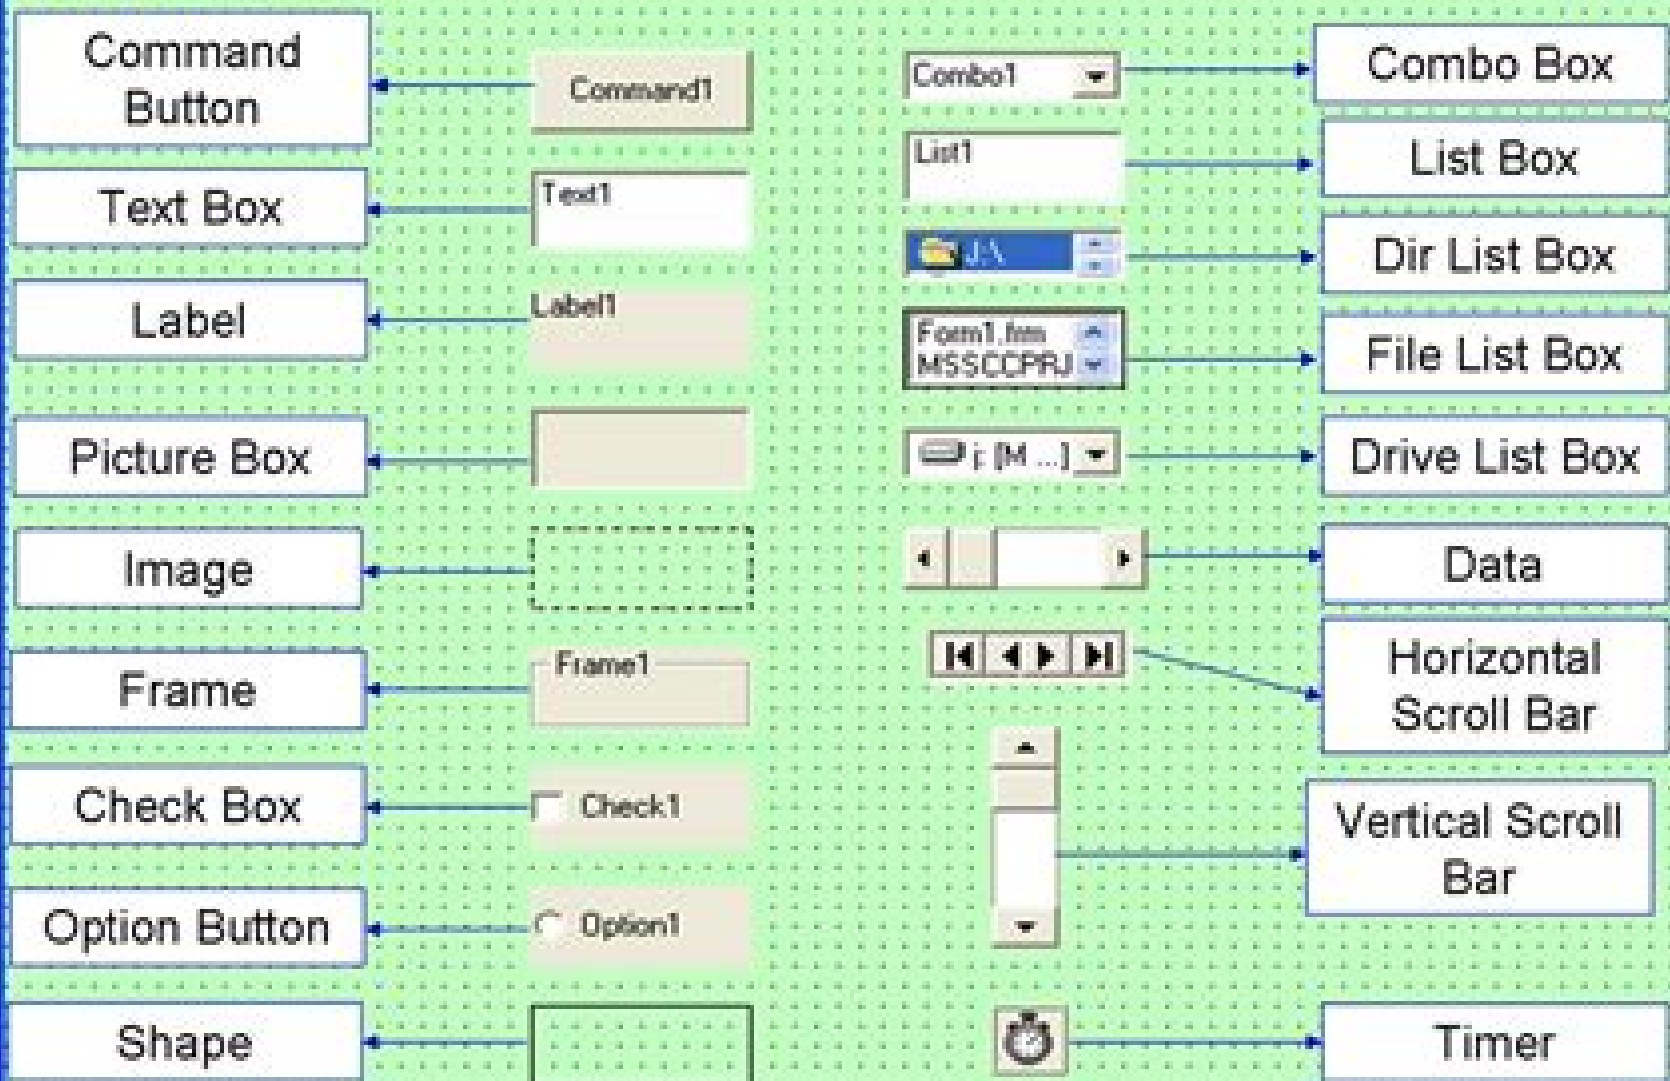 Command
Button
Command1
Text Box
Text1
Label
Label1
Picture Box
Image
Frame
Frame1
Check Box
Check1
Option Button
Option1
Shape
Combo1
Combo Box
List1
List Box
J:\
Dir List Box
Form1.frm
MSSCCPRJ
File List Box
j: [M ...]
Drive List Box
Data
Horizontal
Scroll Bar
Vertical Scroll
Bar
Timer